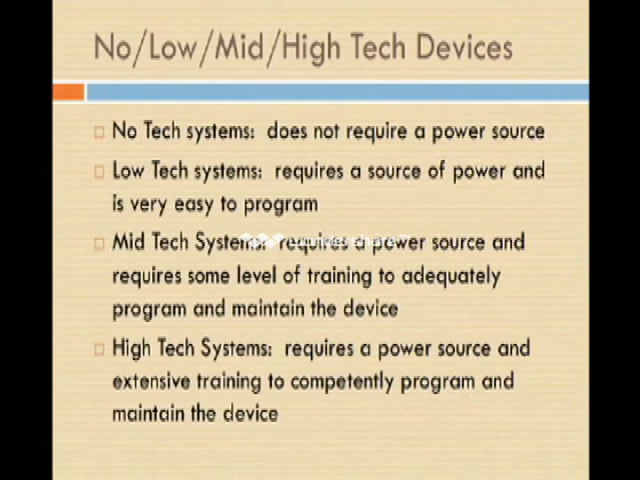 No/Low/Mid/High Tech Devices
No Tech systems: does not require a power source
Low Tech systems: requires a source of power and
is very easy to program
Mid Tech Systems: requires a power source and
requires some level of training to adequately
program and maintain the device
High Tech Systems: requires a power source and
extensive training to competently program and
maintain the device